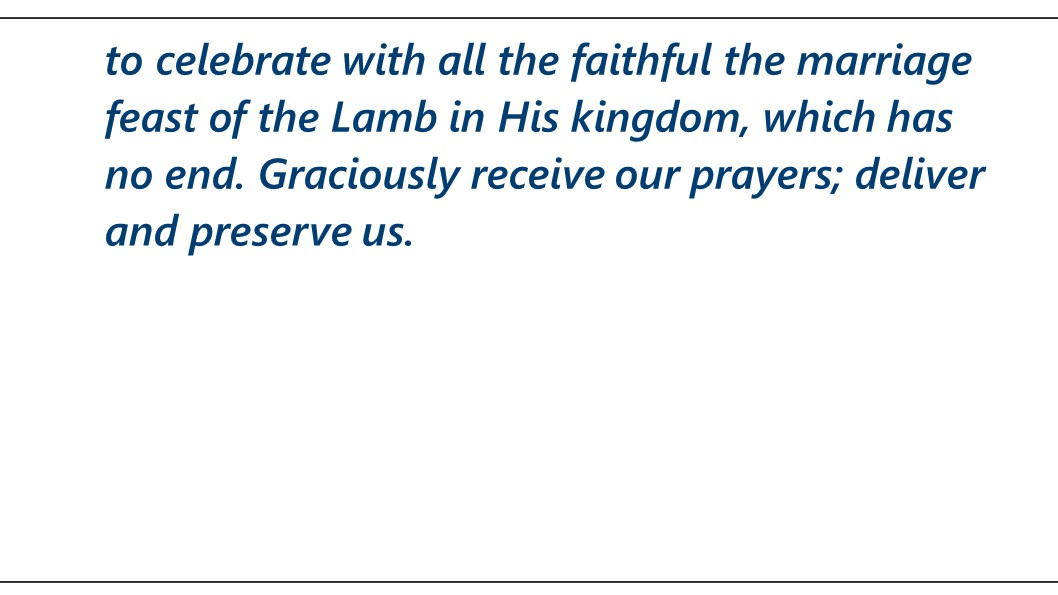 to celebrate with all the faithful the marriage
feast of the Lamb in His kingdom, which has
no end. Graciously receive our prayers; deliver
and preserve us.